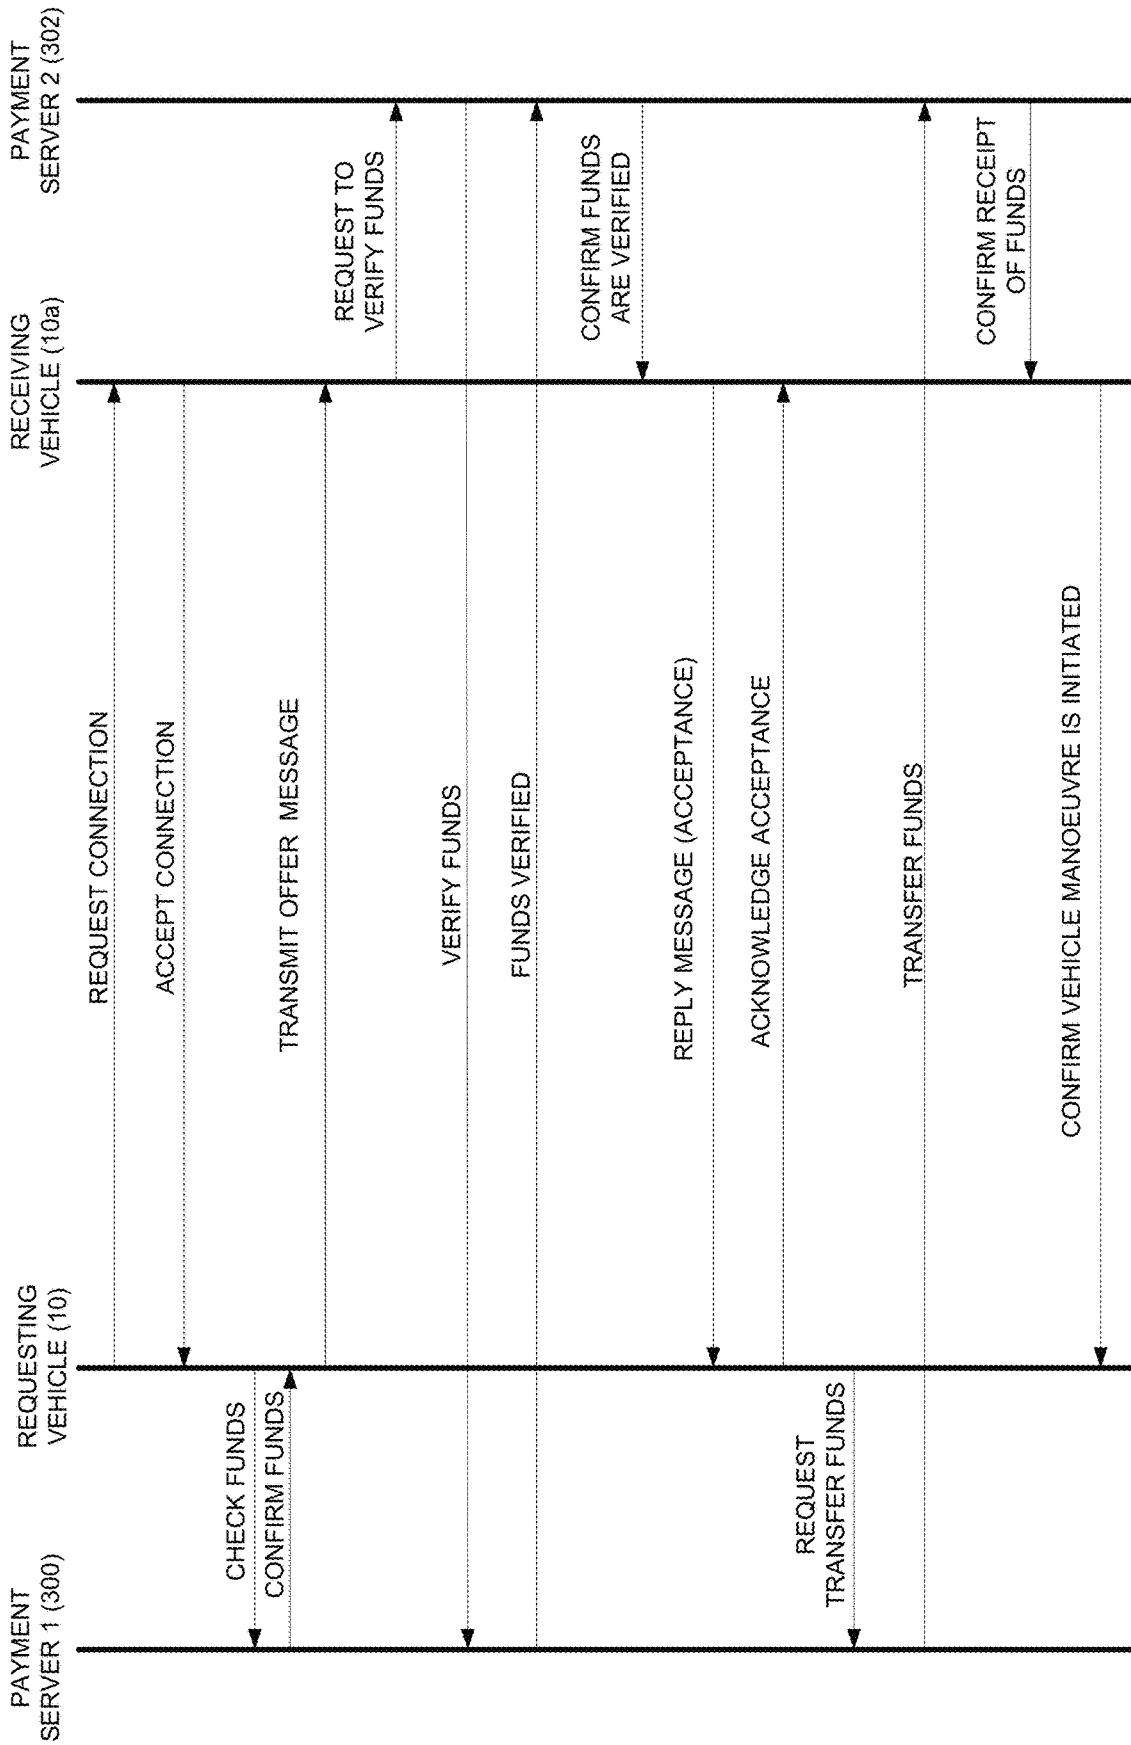 PAYMENT
SERVER 1 (300)
REQUESTING
VEHICLE (10)
RECEIVING
VEHICLE (10a)
PAYMENT
SERVER 2 (302)
REQUEST CONNECTION
ACCEPT CONNECTION
CHECK FUNDS
CONFIRM FUNDS
TRANSMIT OFFER MESSAGE
REQUEST TO
VERIFY FUNDS
VERIFY FUNDS
FUNDS VERIFIED
CONFIRM FUNDS
ARE VERIFIED
REPLY MESSAGE (ACCEPTANCE)
ACKNOWLEDGE ACCEPTANCE
REQUEST
TRANSFER FUNDS
TRANSFER FUNDS
CONFIRM RECEIPT
OF FUNDS
CONFIRM VEHICLE MANOEUVRE IS INITIATED